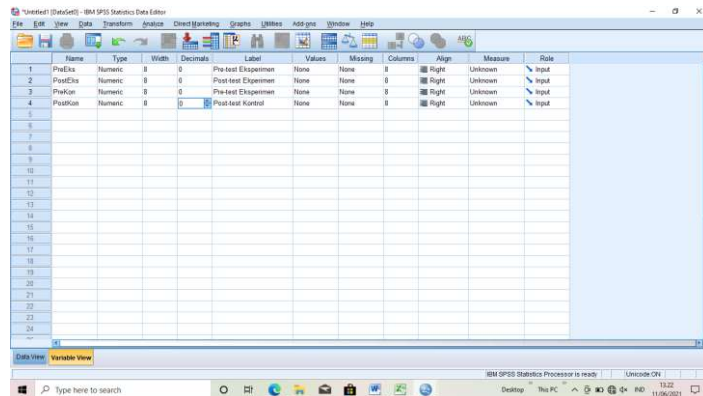 *Untitled1 [DataSet0] - IBM SPSS Statistics Data Editor
File Edit View Data Transform Analyze Direct Marketing Graphs Utilities Add-ons Window Help
Name Type Width Decimals Label Values Missing Columns Align Measure Role
1 PreEks Numeric 8 0 Pre-test Eksperimen None None 8 Right Unknown Input
2 PostEks Numeric 8 0 Post-test Eksperimen None None 8 Right Unknown Input
3 PreKon Numeric 8 0 Pre-test Eksperimen None None 8 Right Unknown Input
4 PostKon Numeric 8 0 Post-test Kontrol None None 8 Right Unknown Input
5
6
7
8
9
10
11
12
13
14
15
16
17
18
19
20
21
22
23
24
Data View Variable View
IBM SPSS Statistics Processor is ready Unicode:ON
Type here to search Desktop This PC IND 13.22
11/06/2021